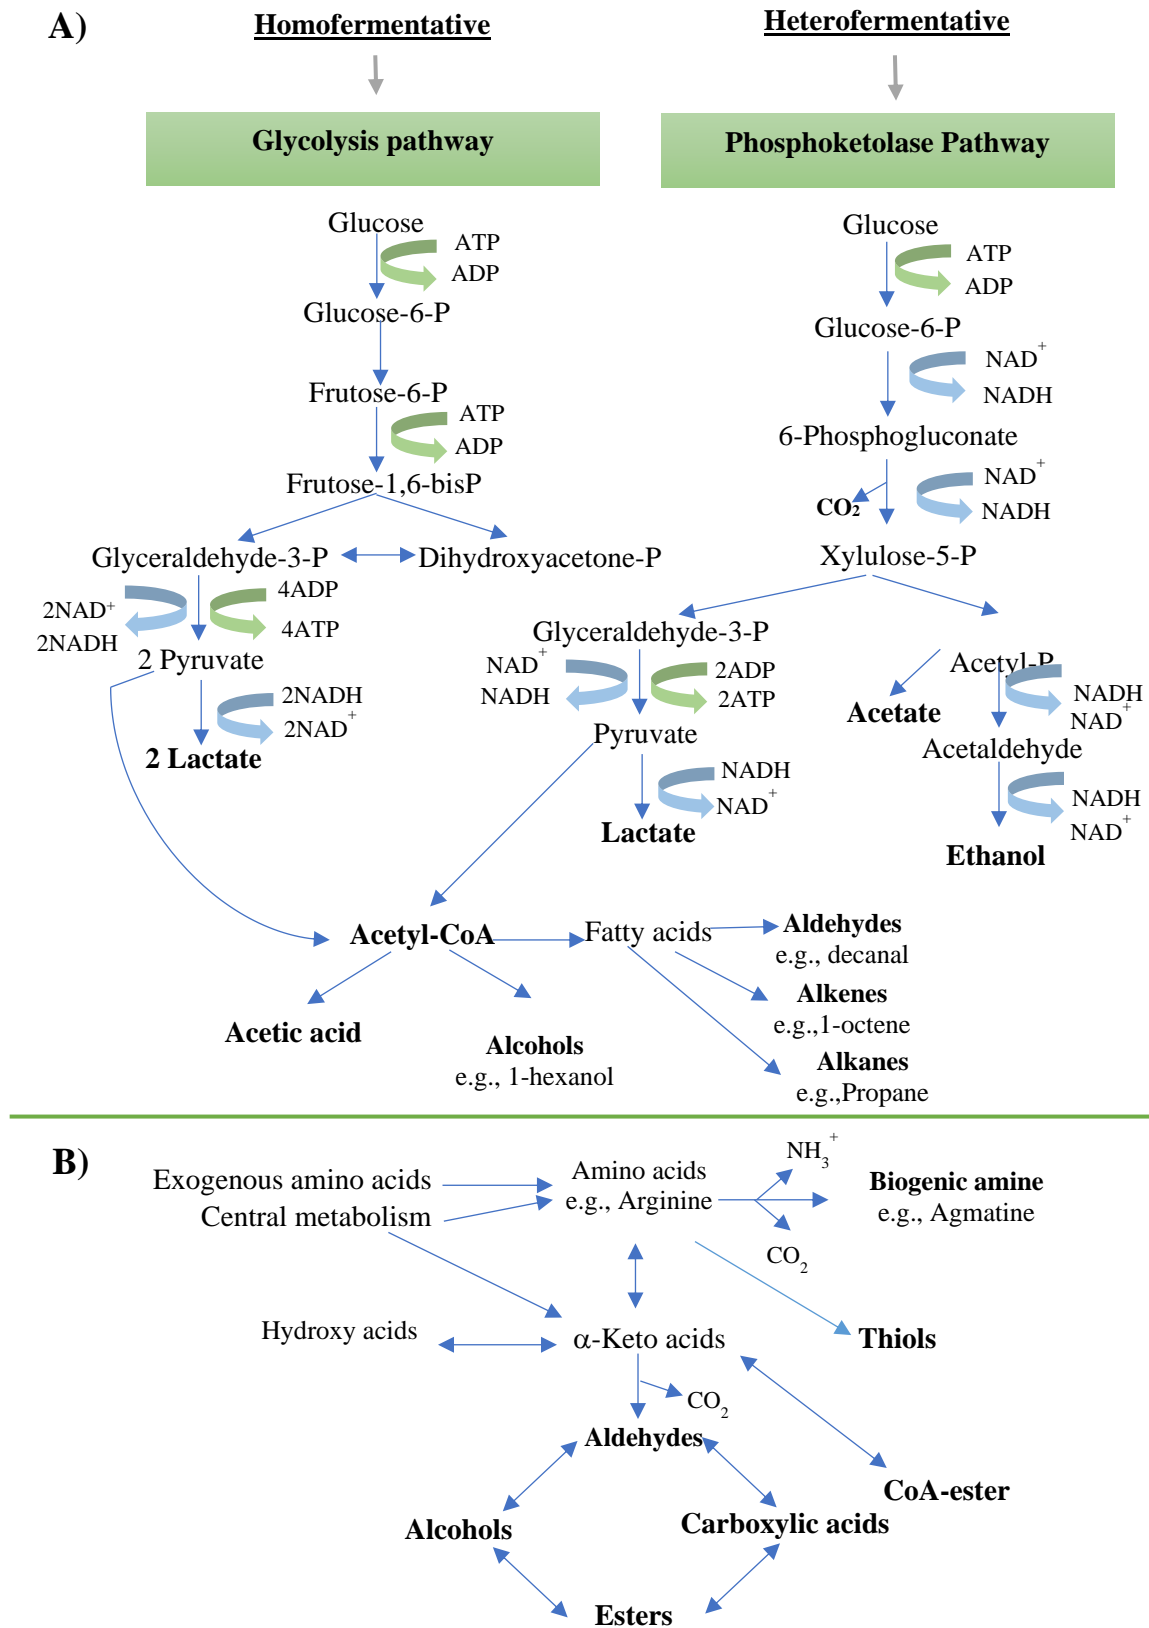 A)
Homofermentative
Heterofermentative
Glycolysis pathway
Phosphoketolase Pathway
Glucose
ATP
ADP
Glucose-6-P
Frutose-6-P
ATP
ADP
Frutose-1,6-bisP
Glyceraldehyde-3-P
Dihydroxyacetone-P
2NAD⁺
2NADH
4ADP
4ATP
2 Pyruvate
2NADH
2NAD⁺
2 Lactate
Glucose
ATP
ADP
Glucose-6-P
NAD⁺
NADH
6-Phosphogluconate
NAD⁺
NADH
CO₂
Xylulose-5-P
Glyceraldehyde-3-P
NAD⁺
NADH
2ADP
2ATP
Pyruvate
NADH
NAD⁺
Lactate
Acetyl-P
Acetate
NADH
NAD⁺
Acetaldehyde
NADH
NAD⁺
Ethanol
Acetyl-CoA
Fatty acids
Aldehydes
e.g., decanal
Alkenes
e.g.,1-octene
Alkanes
e.g.,Propane
Acetic acid
Alcohols
e.g., 1-hexanol
B)
Exogenous amino acids
Central metabolism
Amino acids
e.g., Arginine
NH₃⁺
CO₂
Biogenic amine
e.g., Agmatine
Hydroxy acids
α-Keto acids
Thiols
CO₂
Aldehydes
CoA-ester
Alcohols
Carboxylic acids
Esters